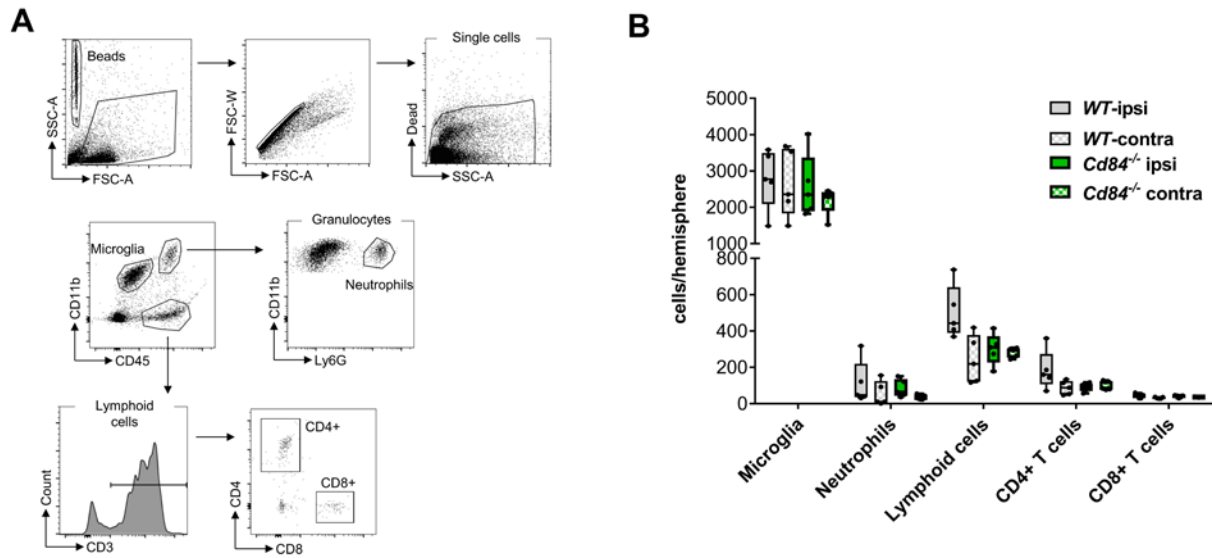 A
Beads
SSC-A
FSC-A
FSC-W
FSC-A
Single cells
Dead
SSC-A
Microglia
CD11b
CD45
Granulocytes
Neutrophils
CD11b
Ly6G
Lymphoid
cells
Count
CD3
CD4+
CD8+
CD4
CD8
B
WT-ipsi
WT-contra
Cd84-/- ipsi
Cd84-/- contra
cells/hemisphere
5000
4000
3000
2000
1000
800
600
400
200
0
Microglia
Neutrophils
Lymphoid cells
CD4+ T cells
CD8+ T cells